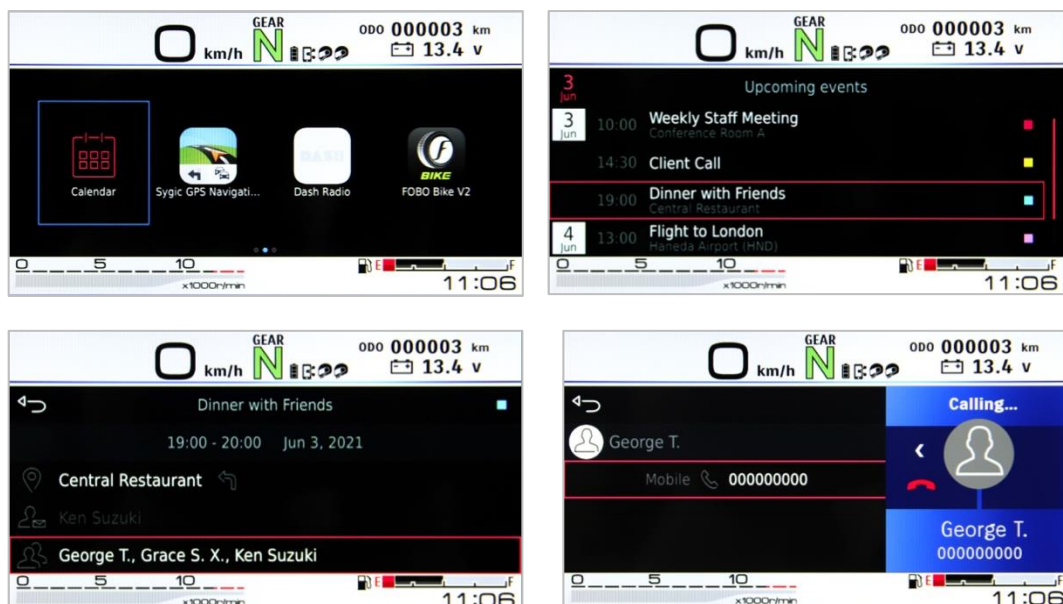 GEAR
0 km/h N ODO 000003 km
13.4 V
Calendar Sygic GPS Navigati... Dash Radio BIKE FOBO Bike V2
0 5 10 E F
x1000r/min 11:06
GEAR
0 km/h N ODO 000003 km
13.4 V
3 Jun Upcoming events
3 Jun 10:00 Weekly Staff Meeting
Conference Room A
14:30 Client Call
19:00 Dinner with Friends
Central Restaurant
4 Jun 13:00 Flight to London
Haneda Airport (HND)
0 5 10 E F
x1000r/min 11:06
GEAR
0 km/h N ODO 000003 km
13.4 V
Dinner with Friends
19:00 - 20:00 Jun 3, 2021
Central Restaurant
Ken Suzuki
George T., Grace S. X., Ken Suzuki
0 5 10 E F
x1000r/min 11:06
GEAR
0 km/h N ODO 000003 km
13.4 V
Calling...
George T.
Mobile 000000000
George T.
000000000
0 5 10 E F
x1000r/min 11:06